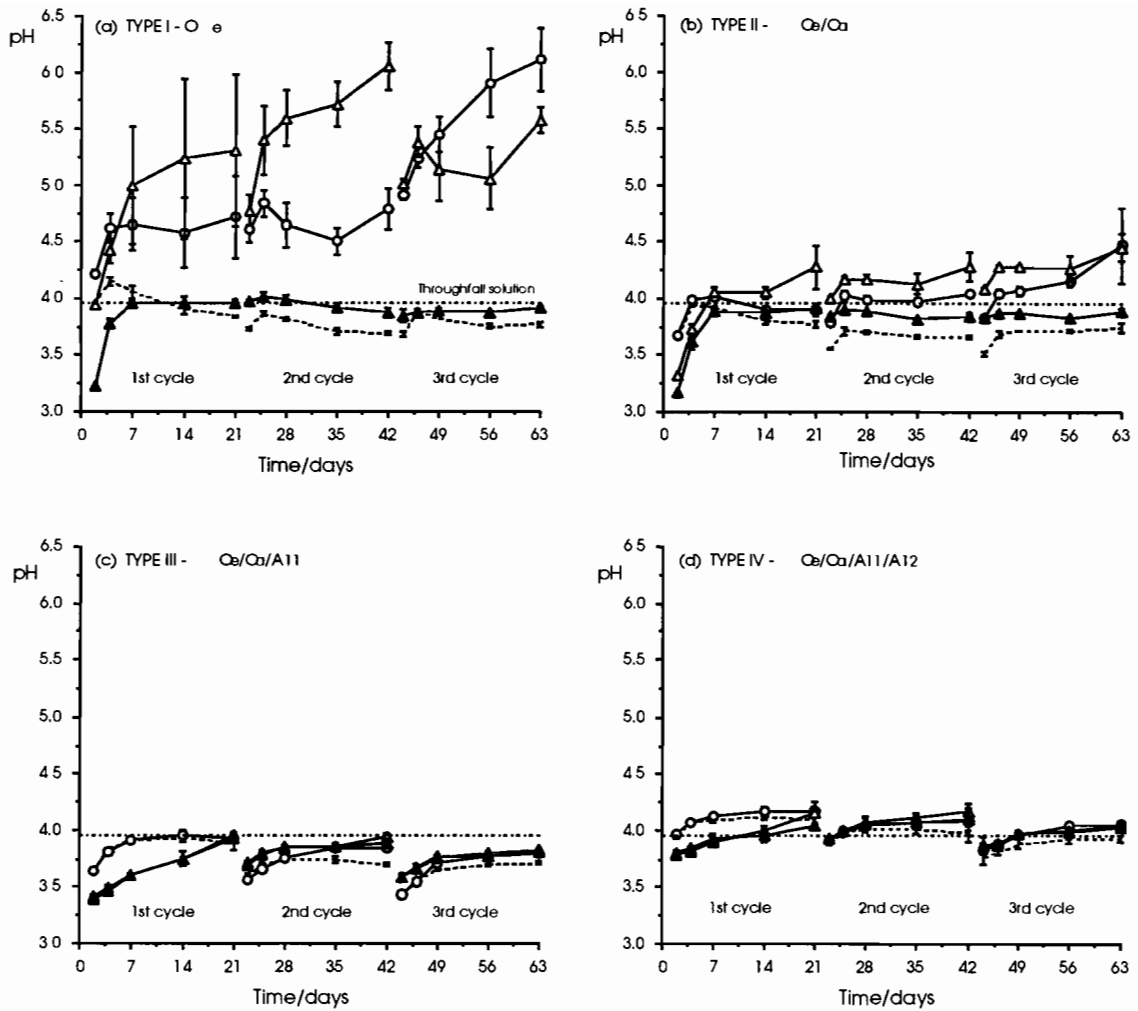 (a) TYPE I - O e
pH
6.5
6.0
5.5
5.0
4.5
4.0
3.5
3.0
Throughfall solution
1st cycle 2nd cycle 3rd cycle
0 7 14 21 28 35 42 49 56 63
Time/days
(b) TYPE II - Oe/Oa
pH
6.5
6.0
5.5
5.0
4.5
4.0
3.5
3.0
1st cycle 2nd cycle 3rd cycle
0 7 14 21 28 35 42 49 56 63
Time/days
(c) TYPE III - Oe/Oa/A11
pH
6.5
6.0
5.5
5.0
4.5
4.0
3.5
3.0
1st cycle 2nd cycle 3rd cycle
0 7 14 21 28 35 42 49 56 63
Time/days
(d) TYPE IV - Oe/Oa/A11/A12
pH
6.5
6.0
5.5
5.0
4.5
4.0
3.5
3.0
1st cycle 2nd cycle 3rd cycle
0 7 14 21 28 35 42 49 56 63
Time/days